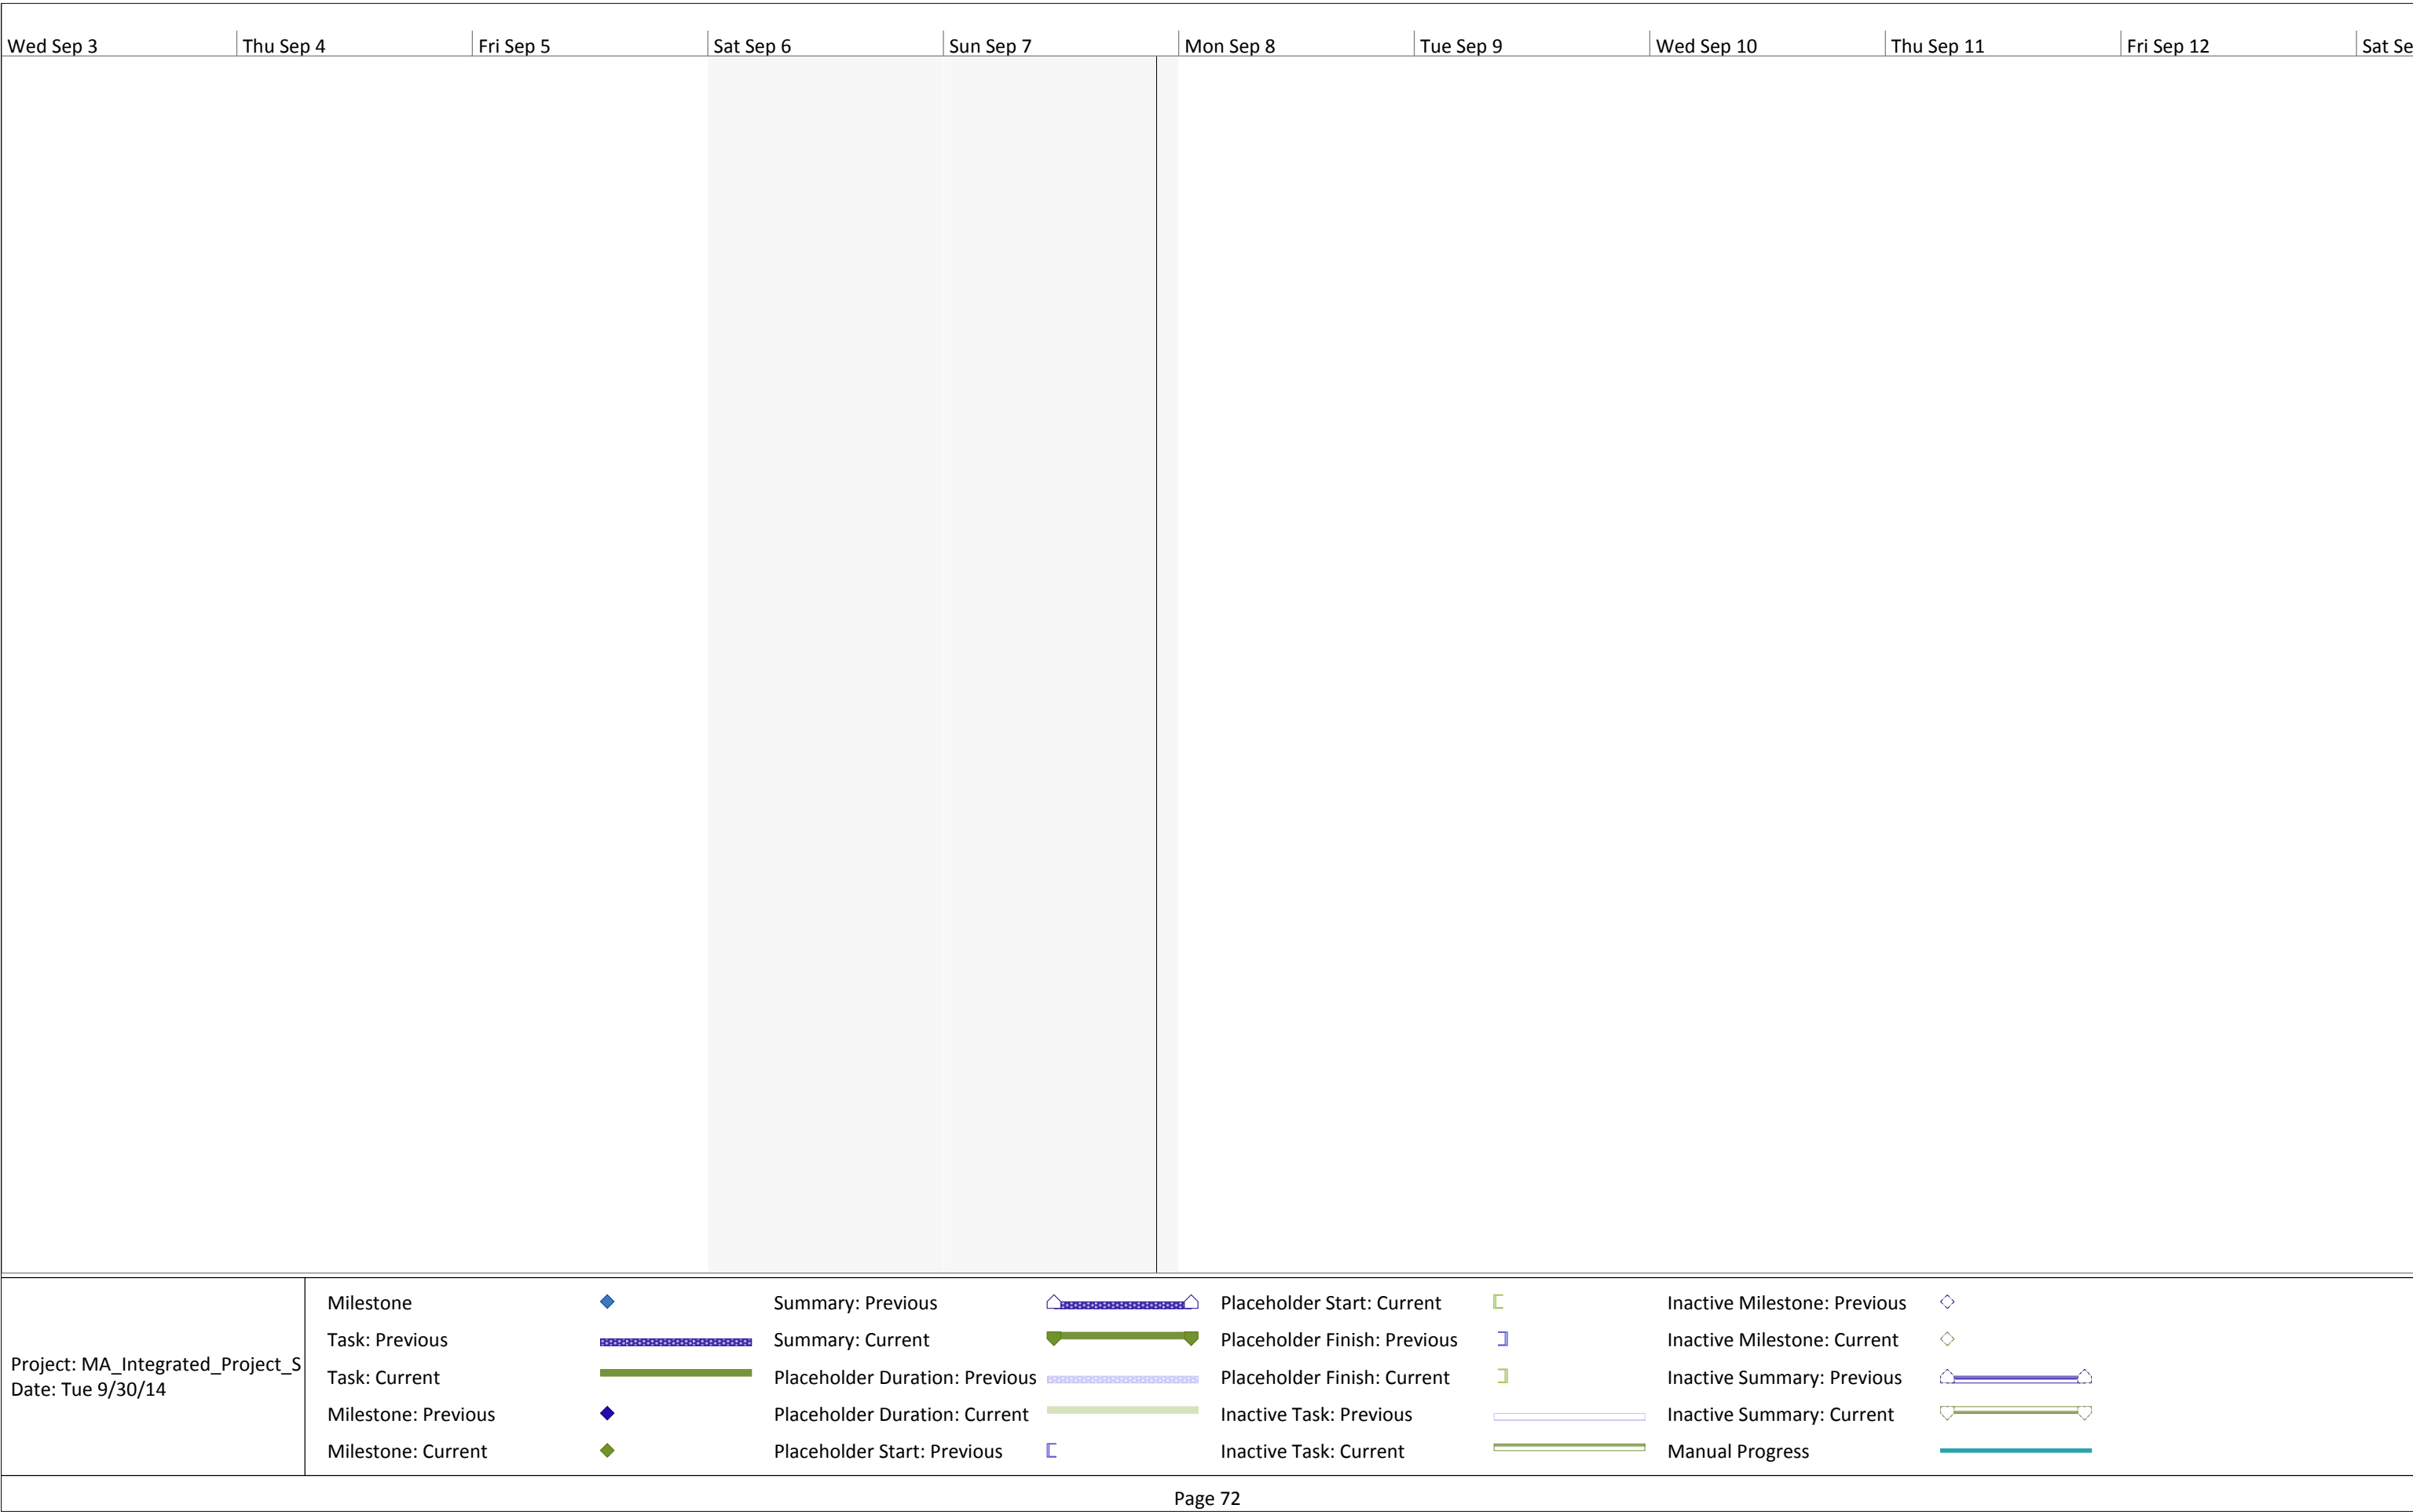 Wed Sep 3 Thu Sep 4 Fri Sep 5 Sat Sep 6 Sun Sep 7 Mon Sep 8 Tue Sep 9 Wed Sep 10 Thu Sep 11 Fri Sep 12 Sat Se
Project: MA_Integrated_Project_S
Date: Tue 9/30/14
Milestone
Task: Previous
Task: Current
Milestone: Previous
Milestone: Current
Summary: Previous
Summary: Current
Placeholder Duration: Previous
Placeholder Duration: Current
Placeholder Start: Previous
Placeholder Start: Current
Placeholder Finish: Previous
Placeholder Finish: Current
Inactive Task: Previous
Inactive Task: Current
Inactive Milestone: Previous
Inactive Milestone: Current
Inactive Summary: Previous
Inactive Summary: Current
Manual Progress
Page 72